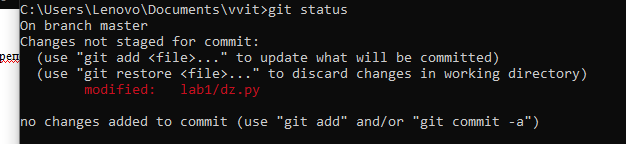 C:\Users\Lenovo\Documents\vvit>git status
On branch master
Changes not staged for commit:
  (use "git add <file>..." to update what will be committed)
  (use "git restore <file>..." to discard changes in working directory)
        modified:   lab1/dz.py

no changes added to commit (use "git add" and/or "git commit -a")